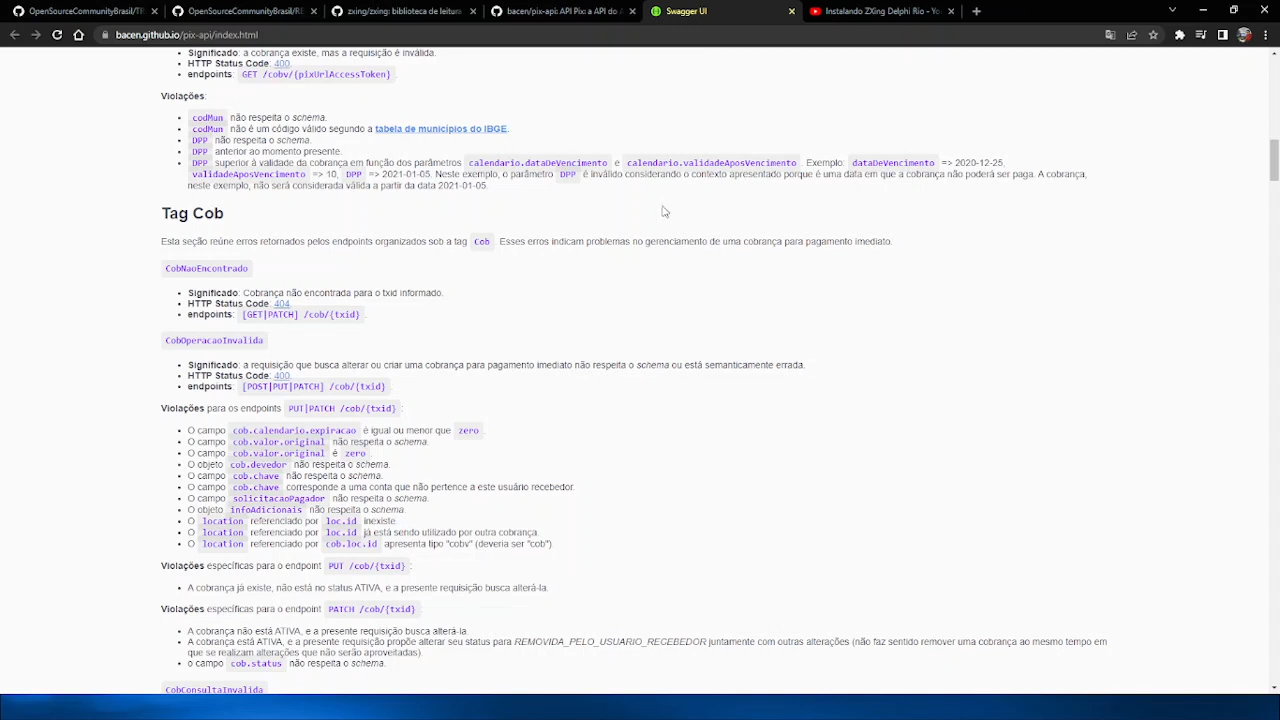 OpenSourceCommunityBrasil/TR
OpenSourceCommunityBrasil/RE
zxing/zxing: biblioteca de leitura
bacen/pix-api: API Pix: a API do A
Swagger UI
Instalando ZXing Delphi Rio - Yo
bacen.github.io/pix-api/index.html
Significado: a cobrança existe, mas a requisição é inválida.
HTTP Status Code: 400.
endpoints: GET /cobv/{pixUrlAccessToken}.
Violações:
codMun não respeita o schema.
codMun não é um código válido segundo a tabela de municípios do IBGE.
DPP não respeita o schema.
DPP anterior ao momento presente.
DPP superior à validade da cobrança em função dos parâmetros calendario.dataDeVencimento e calendario.validadeAposVencimento. Exemplo: dataDeVencimento => 2020-12-25,
validadeAposVencimento => 10, DPP => 2021-01-05. Neste exemplo, o parâmetro DPP é inválido considerando o contexto apresentado porque é uma data em que a cobrança não poderá ser paga. A cobrança,
neste exemplo, não será considerada válida a partir da data 2021-01-05.
Tag Cob
Esta seção reúne erros retornados pelos endpoints organizados sob a tag Cob. Esses erros indicam problemas no gerenciamento de uma cobrança para pagamento imediato.
CobNaoEncontrado
Significado: Cobrança não encontrada para o txid informado.
HTTP Status Code: 404.
endpoints: [GET|PATCH] /cob/{txid}.
CobOperacaoInvalida
Significado: a requisição que busca alterar ou criar uma cobrança para pagamento imediato não respeita o schema ou está semanticamente errada.
HTTP Status Code: 400.
endpoints: [POST|PUT|PATCH] /cob/{txid}.
Violações para os endpoints PUT|PATCH /cob/{txid}:
O campo cob.calendario.expiracao é igual ou menor que zero.
O campo cob.valor.original não respeita o schema.
O campo cob.valor.original é zero.
O objeto cob.devedor não respeita o schema.
O campo cob.chave não respeita o schema.
O campo cob.chave corresponde a uma conta que não pertence a este usuário recebedor.
O campo solicitacaoPagador não respeita o schema.
O objeto infoAdicionais não respeita o schema.
O location referenciado por loc.id inexiste.
O location referenciado por loc.id já está sendo utilizado por outra cobrança.
O location referenciado por cob.loc.id apresenta tipo "cobv" (deveria ser "cob").
Violações específicas para o endpoint PUT /cob/{txid}:
A cobrança já existe, não está no status ATIVA, e a presente requisição busca alterá-la.
Violações específicas para o endpoint PATCH /cob/{txid}:
A cobrança não está ATIVA, e a presente requisição busca alterá-la.
A cobrança está ATIVA, e a presente requisição propõe alterar seu status para REMOVIDA_PELO_USUARIO_RECEBEDOR juntamente com outras alterações (não faz sentido remover uma cobrança ao mesmo tempo em
que se realizam alterações que não serão aproveitadas).
o campo cob.status não respeita o schema.
CobConsultaInvalida